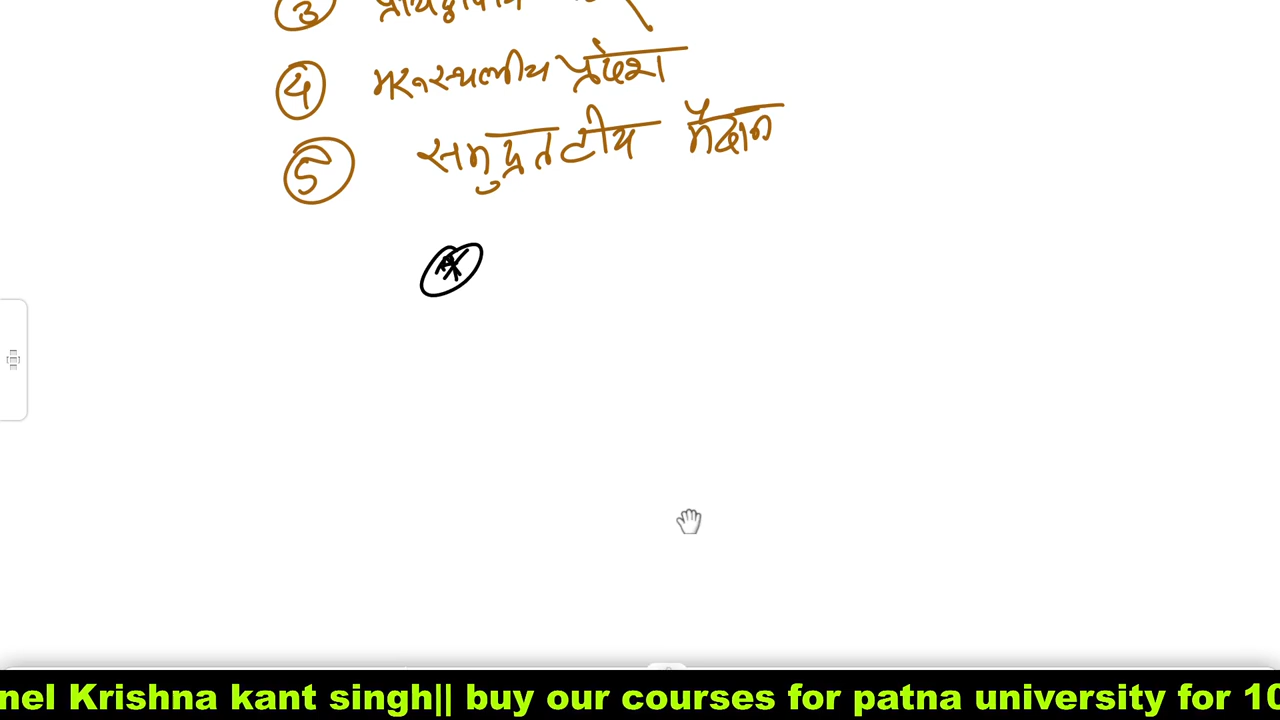 3
4 मरुस्थलीय प्रदेश
5 समुद्रतटीय मैदान
nel Krishna kant singh|| buy our courses for patna university for 10